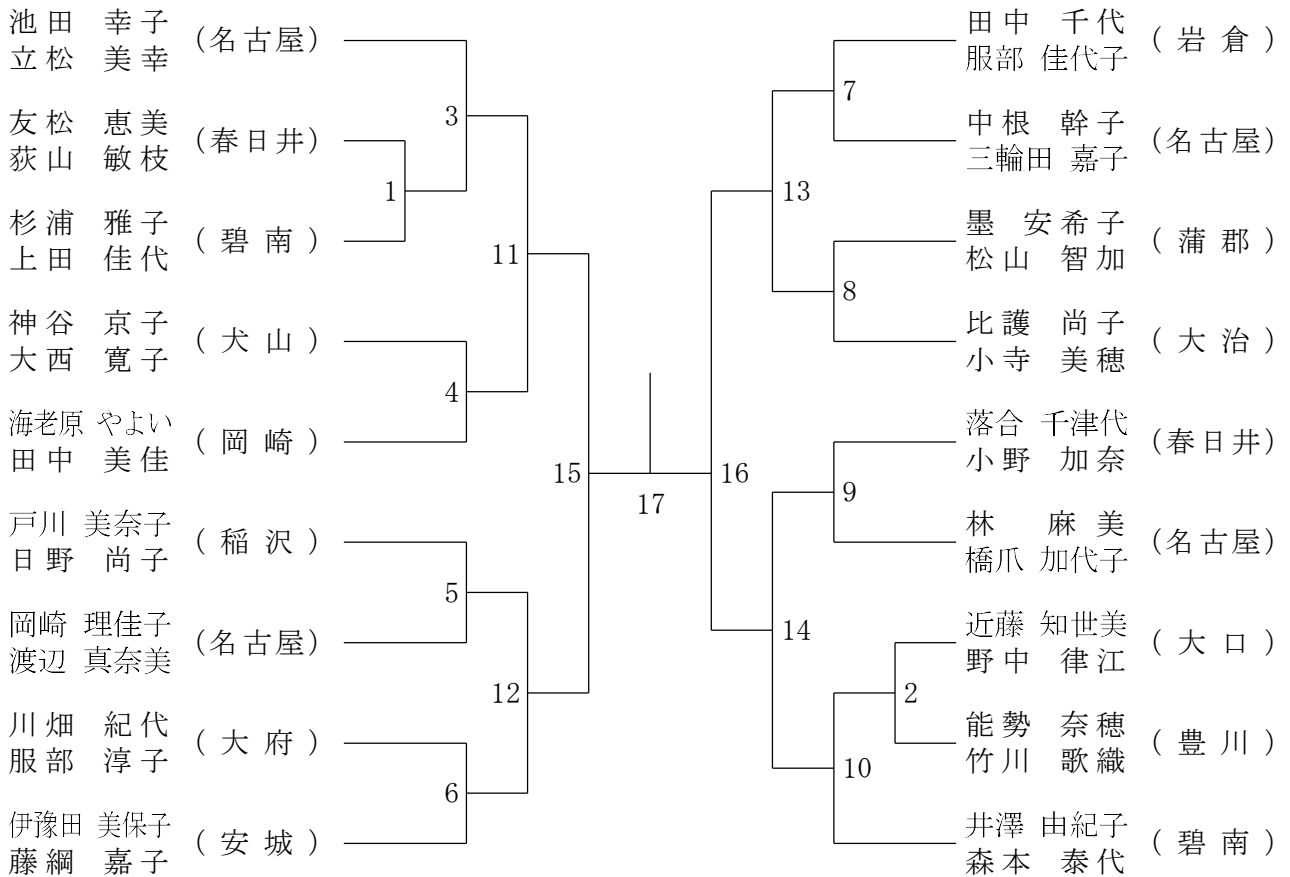 池田 幸子
立松 美幸
(名古屋)
友松 恵美
荻山 敏枝
(春日井)
杉浦 雅子
上田 佳代
(碧南)
神谷 京子
大西 寛子
(犬山)
海老原 やよい
田中 美佳
(岡崎)
戸川 美奈子
日野 尚子
(稲沢)
岡崎 理佳子
渡辺 真奈美
(名古屋)
川畑 紀代
服部 淳子
(大府)
伊豫田 美保子
藤綱 嘉子
(安城)
3
1
11
4
15
5
12
6
17
16
7
13
8
9
14
2
10
田中 千代
服部 佳代子
(岩倉)
中根 幹子
三輪田 嘉子
(名古屋)
墨 安希子
松山 智加
(蒲郡)
比護 尚子
小寺 美穂
(大治)
落合 千津代
小野 加奈
(春日井)
林 麻美
橋爪 加代子
(名古屋)
近藤 知世美
野中 律江
(大口)
能勢 奈穂
竹川 歌織
(豊川)
井澤 由紀子
森本 泰代
(碧南)